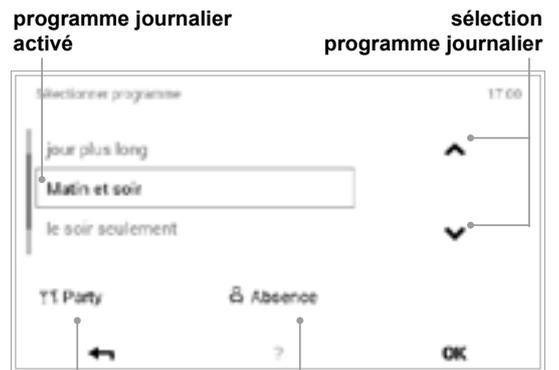 programme journalier activé
sélection programme journalier
Sélectionner programme
17:00
jour plus long
Matin et soir
le soir seulement
Party
Absence
?
OK